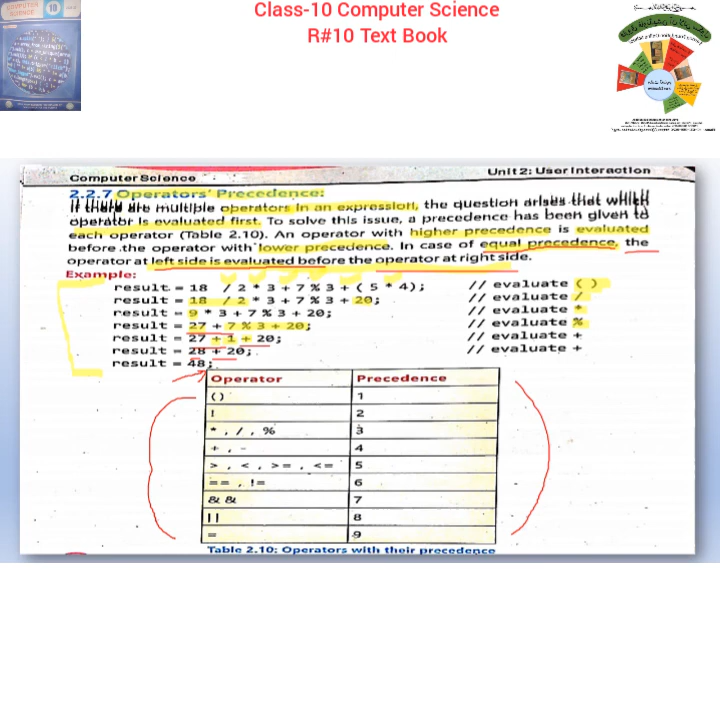 COMPUTER
SCIENCE
10
Class-10 Computer Science
R#10 Text Book
Computer Science
Unit 2: User Interaction
2.2.7 Operators' Precedence:
If there are multiple operators in an expression, the question arises that which
operator is evaluated first. To solve this issue, a precedence has been given to
each operator (Table 2.10). An operator with higher precedence is evaluated
before the operator with lower precedence. In case of equal precedence, the
operator at left side is evaluated before the operator at right side.
Example:
result = 18 / 2 * 3 + 7 % 3 + ( 5 * 4); // evaluate ( )
result = 18 / 2 * 3 + 7 % 3 + 20; // evaluate /
result = 9 * 3 + 7 % 3 + 20; // evaluate *
result = 27 + 7 % 3 + 20; // evaluate %
result = 27 + 1 + 20; // evaluate +
result = 28 + 20; // evaluate +
result = 48;
Operator Precedence
( ) 1
! 2
* , / , % 3
+ , - 4
> , < , >= , <= 5
== , != 6
&& 7
|| 8
= 9
Table 2.10: Operators with their precedence